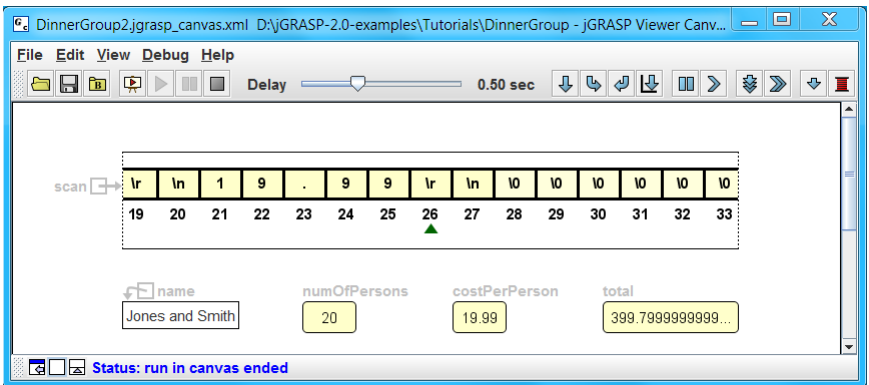 DinnerGroup2.jgrasp_canvas.xml D:\jGRASP-2.0-examples\Tutorials\DinnerGroup - jGRASP Viewer Canv...
File Edit View Debug Help
Delay 0.50 sec
scan \r \n 1 9 . 9 9 \r \n \0 \0 \0 \0 \0 \0
19 20 21 22 23 24 25 26 27 28 29 30 31 32 33
name numOfPersons costPerPerson total
Jones and Smith 20 19.99 399.7999999999...
Status: run in canvas ended